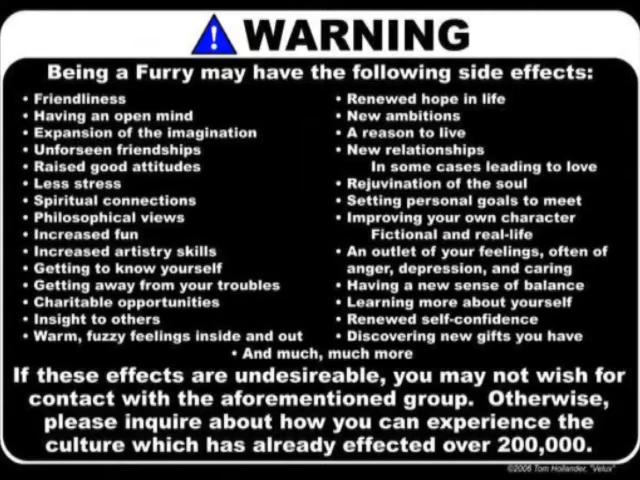 WARNING
Being a Furry may have the following side effects:
• Friendliness
• Having an open mind
• Expansion of the imagination
• Unforseen friendships
• Raised good attitudes
• Less stress
• Spiritual connections
• Philosophical views
• Increased fun
• Increased artistry skills
• Getting to know yourself
• Getting away from your troubles
• Charitable opportunities
• Insight to others
• Warm, fuzzy feelings inside and out
• Renewed hope in life
• New ambitions
• A reason to live
• New relationships
In some cases leading to love
• Rejuvination of the soul
• Setting personal goals to meet
• Improving your own character
Fictional and real-life
• An outlet of your feelings, often of
anger, depression, and caring
• Having a new sense of balance
• Learning more about yourself
• Renewed self-confidence
• Discovering new gifts you have
• And much, much more
If these effects are undesireable, you may not wish for
contact with the aforementioned group. Otherwise,
please inquire about how you can experience the
culture which has already effected over 200,000.
©2006 Tom Hollander, "Velux"